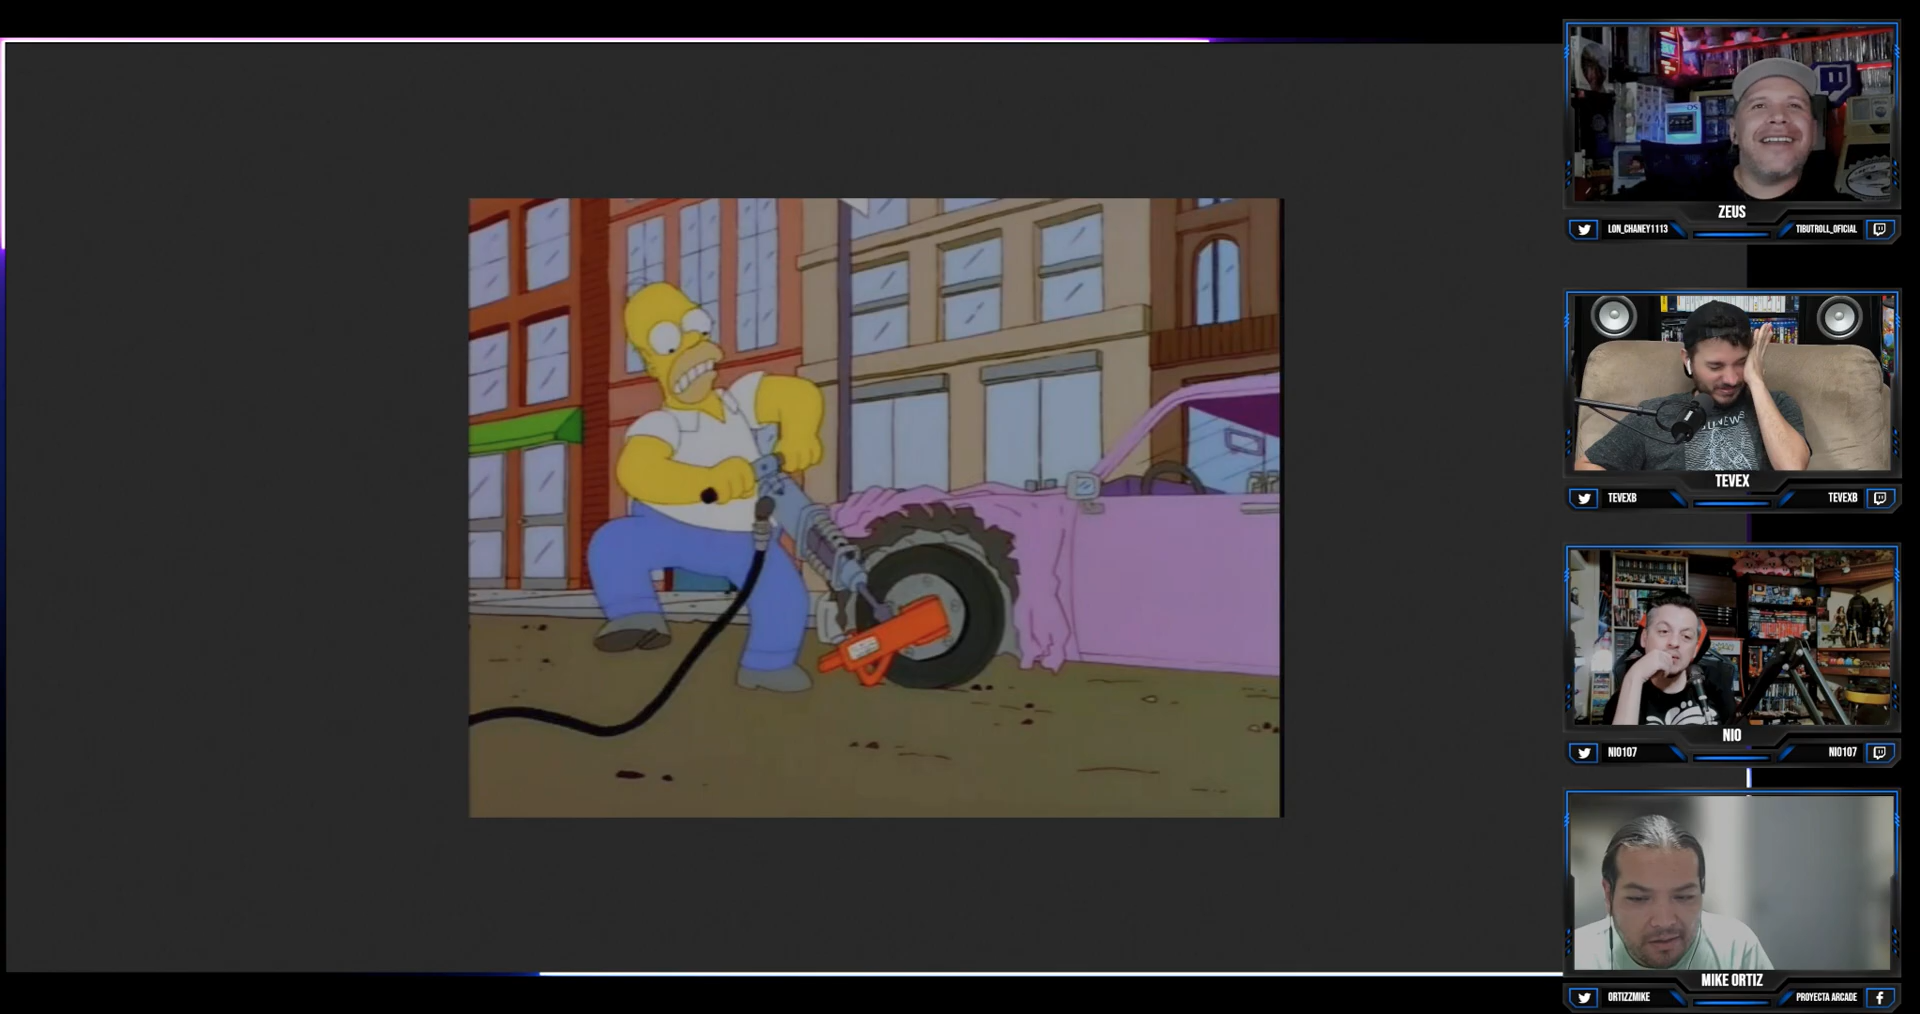 ZEUS
LON_CHANEY1113
TIBUTROLL_OFICIAL
TEVEX
TEVEXB
TEVEXB
NIO
NIO107
NIO107
MIKE ORTIZ
ORTIZZMIKE
PROYECTA ARCADE